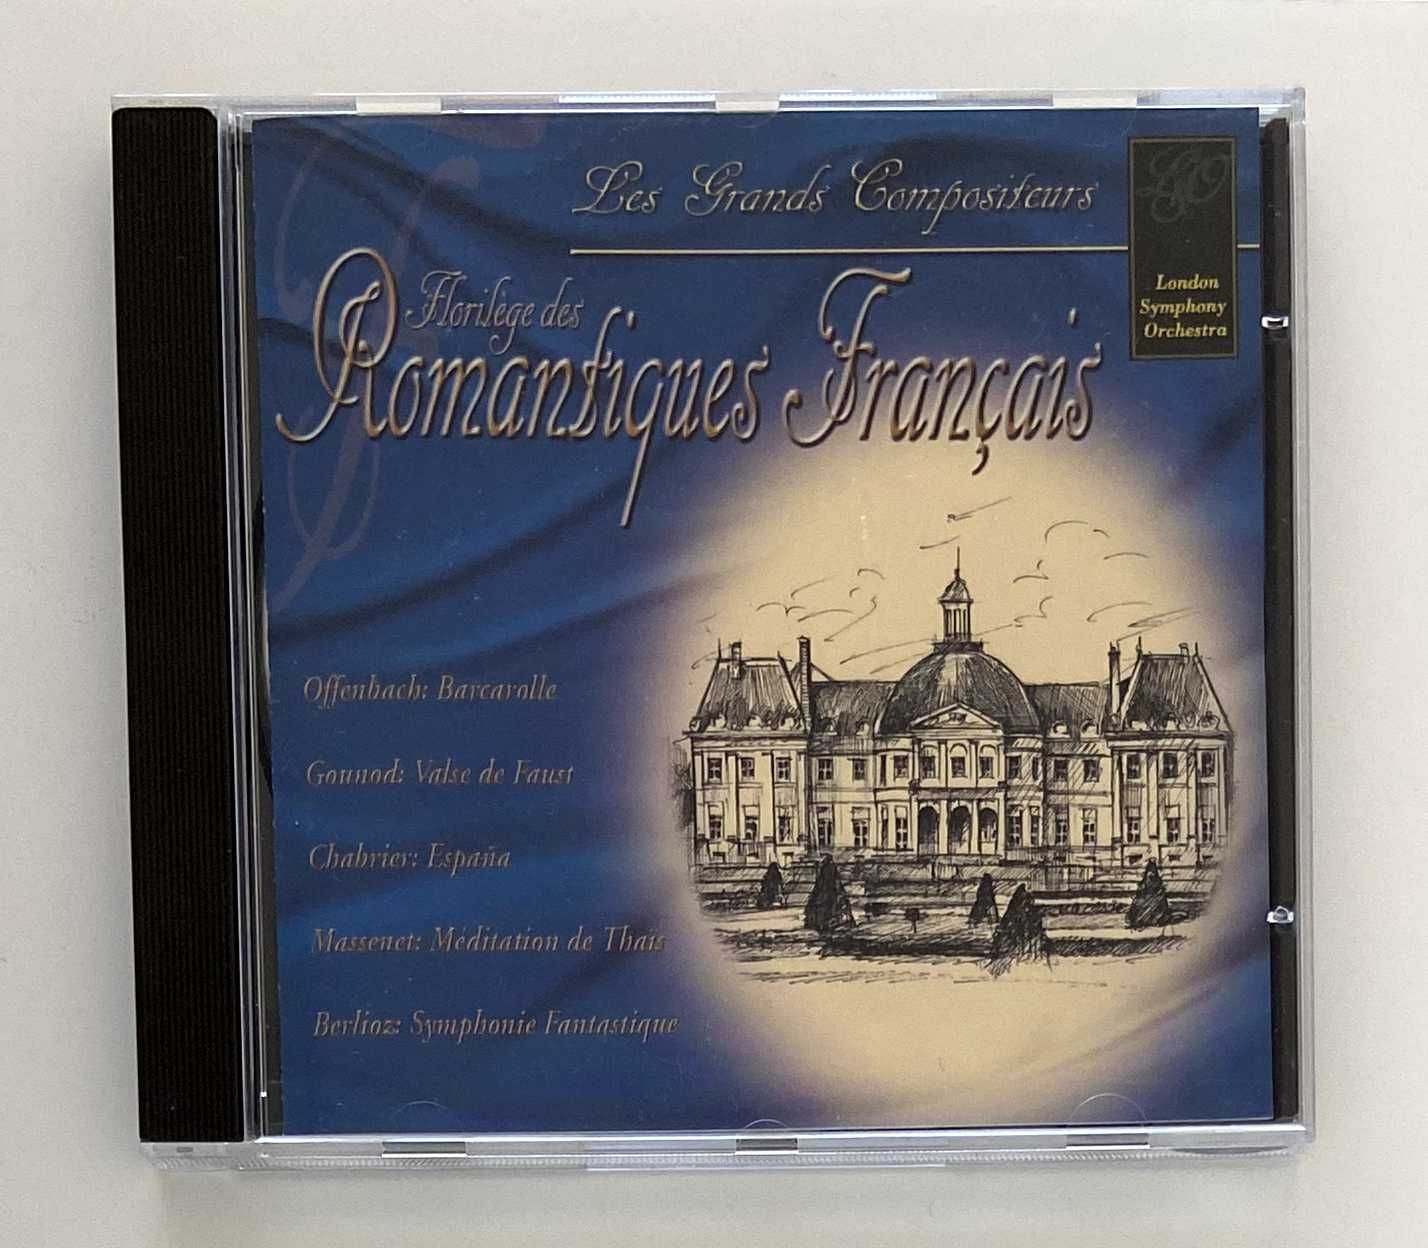 Les Grands Compositeurs
LSO
London
Symphony
Orchestra
Florilège des
Romantiques Français
Offenbach: Barcarolle
Gounod: Valse de Faust
Chabrier: España
Massenet: Méditation de Thaïs
Berlioz: Symphonie Fantastique